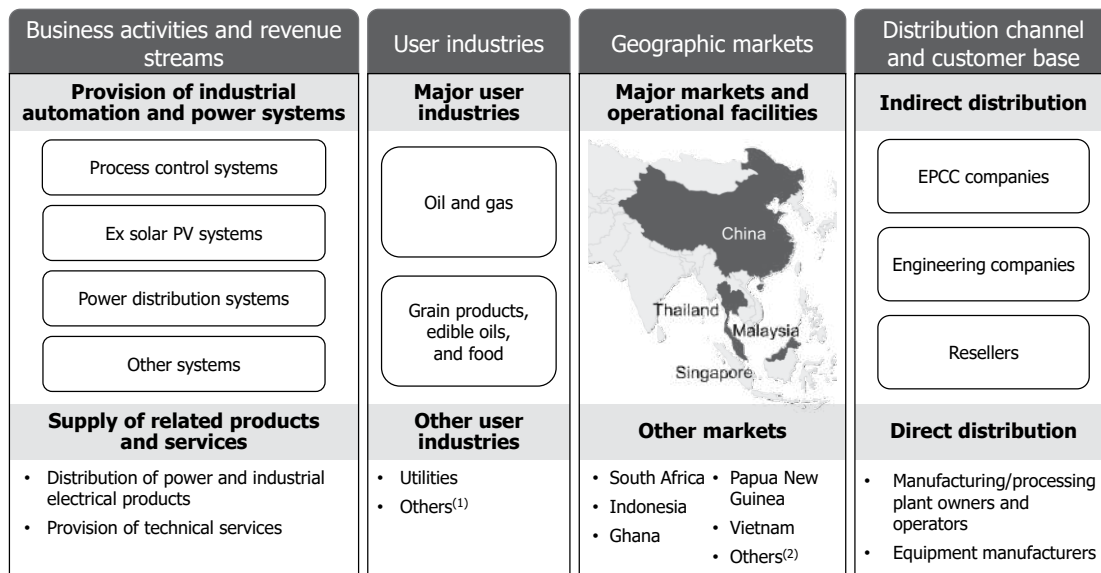 Business activities and revenue
streams
Provision of industrial
automation and power systems
Process control systems
Ex solar PV systems
Power distribution systems
Other systems
Supply of related products
and services
• Distribution of power and industrial
electrical products
• Provision of technical services
User industries
Major user
industries
Oil and gas
Grain products,
edible oils,
and food
Other user
industries
• Utilities
• Others(1)
Geographic markets
Major markets and
operational facilities
China
Thailand
Malaysia
Singapore
Other markets
• South Africa
• Indonesia
• Ghana
• Papua New
Guinea
• Vietnam
• Others(2)
Distribution channel
and customer base
Indirect distribution
EPCC companies
Engineering companies
Resellers
Direct distribution
• Manufacturing/processing
plant owners and
operators
• Equipment manufacturers